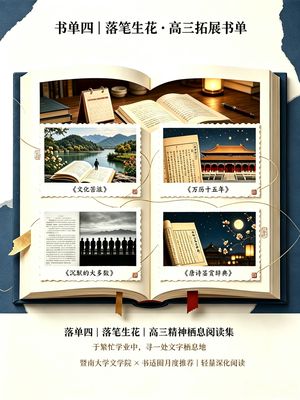 书单四｜落笔生花·高三拓展书单
《文化苦旅》
《万历十五年》
《沉默的大多数》
《唐诗鉴赏辞典》
落单四｜落笔生花｜高三精神栖息阅读集
于繁忙学业中，寻一处文字栖息地
暨南大学文学院 × 书适圈月度推荐｜轻量深化阅读